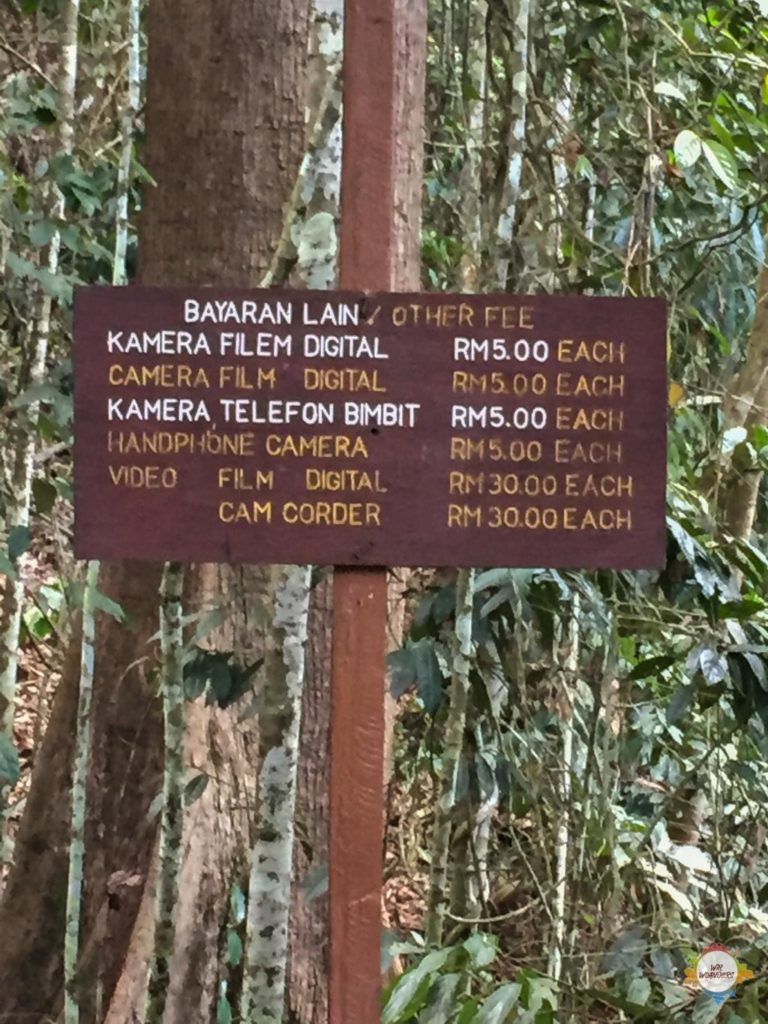 BAYARAN LAIN / OTHER FEE
KAMERA FILEM DIGITAL RM5.00 EACH
CAMERA FILM DIGITAL RM5.00 EACH
KAMERA TELEFON BIMBIT RM5.00 EACH
HANDPHONE CAMERA RM5.00 EACH
VIDEO FILM DIGITAL RM30.00 EACH
CAM CORDER RM30.00 EACH